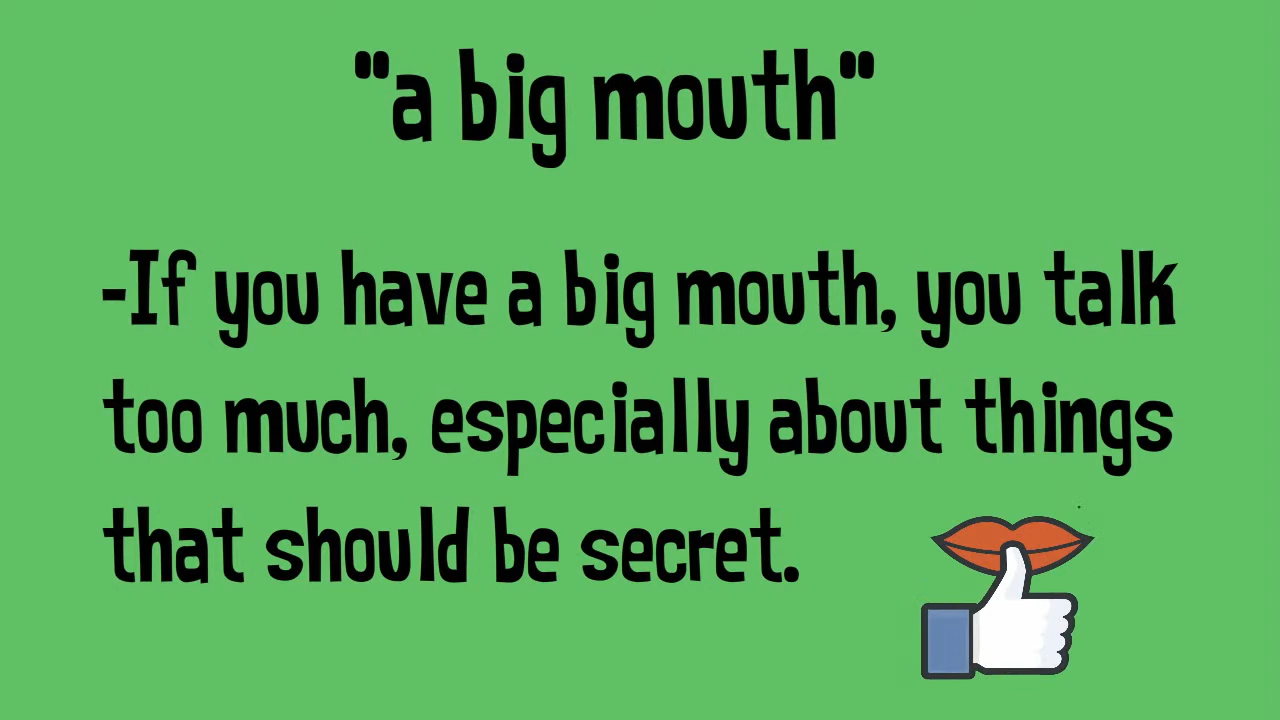 "a big mouth"
-If you have a big mouth, you talk
too much, especially about things
that should be secret.